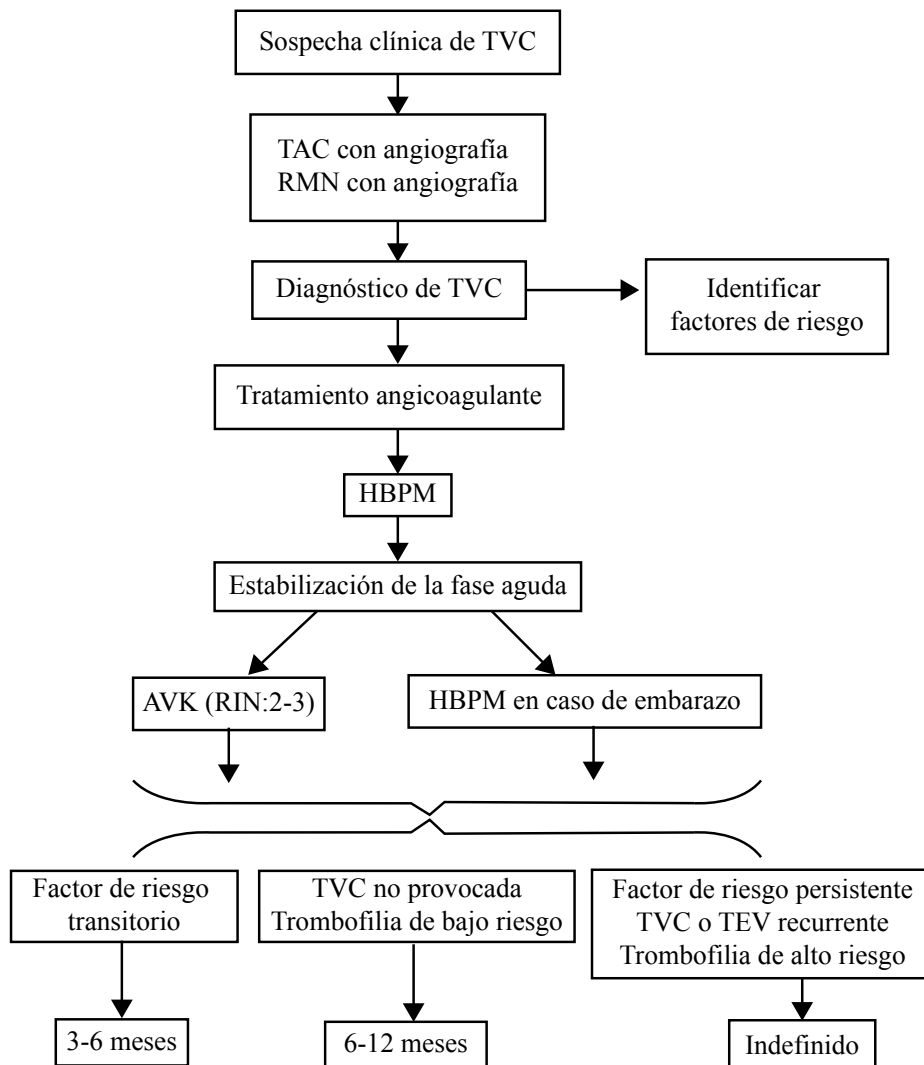 Sospecha clínica de TVC
TAC con angiografía
RMN con angiografía
Diagnóstico de TVC
Identificar
factores de riesgo
Tratamiento angicoagulante
HBPM
Estabilización de la fase aguda
AVK (RIN:2-3)
HBPM en caso de embarazo
Factor de riesgo
transitorio
TVC no provocada
Trombofilia de bajo riesgo
Factor de riesgo persistente
TVC o TEV recurrente
Trombofilia de alto riesgo
3-6 meses
6-12 meses
Indefinido